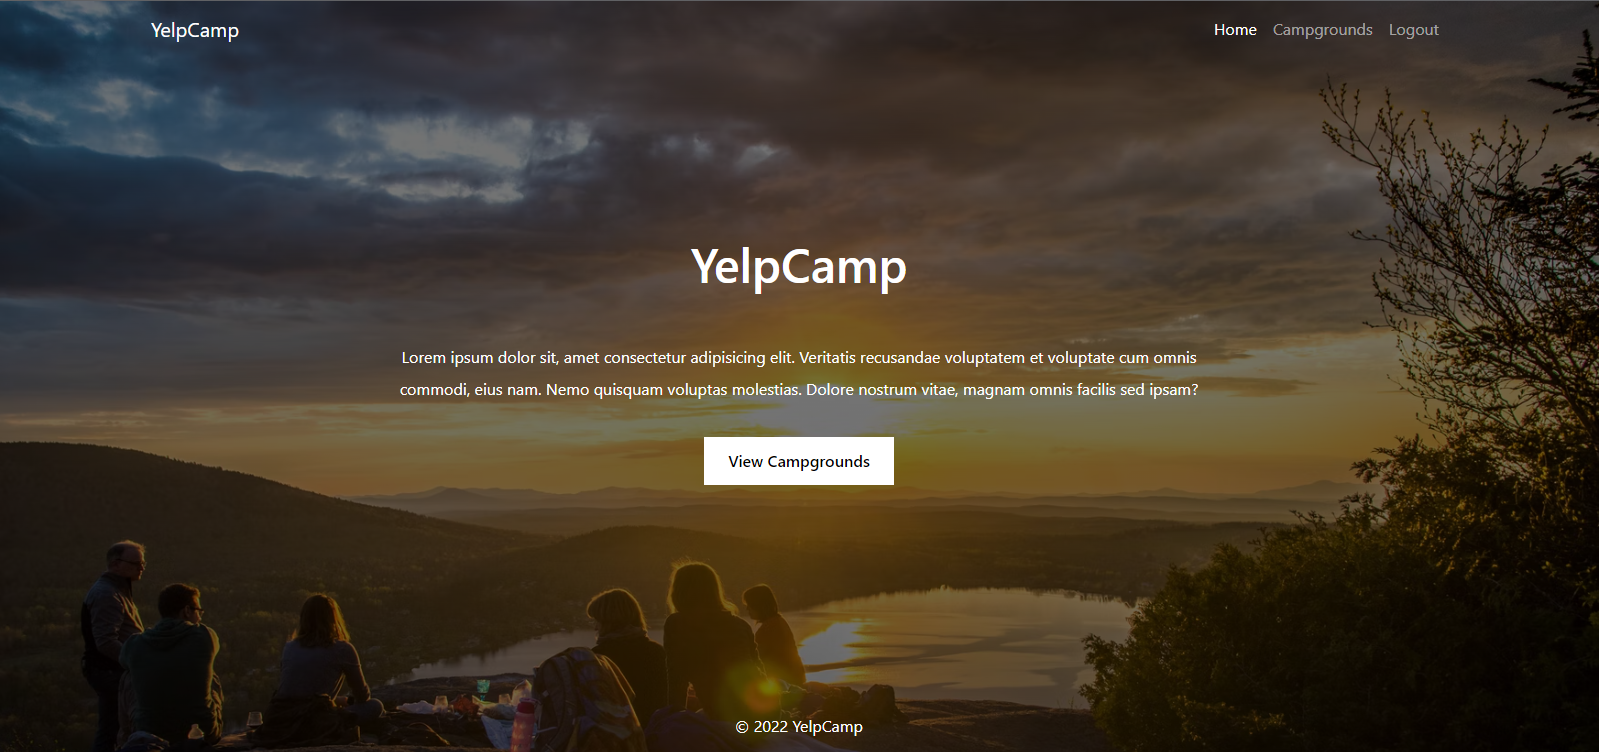 YelpCamp
Home Campgrounds Logout
YelpCamp
Lorem ipsum dolor sit, amet consectetur adipisicing elit. Veritatis recusandae voluptatem et voluptate cum omnis
commodi, eius nam. Nemo quisquam voluptas molestias. Dolore nostrum vitae, magnam omnis facilis sed ipsam?
View Campgrounds
© 2022 YelpCamp